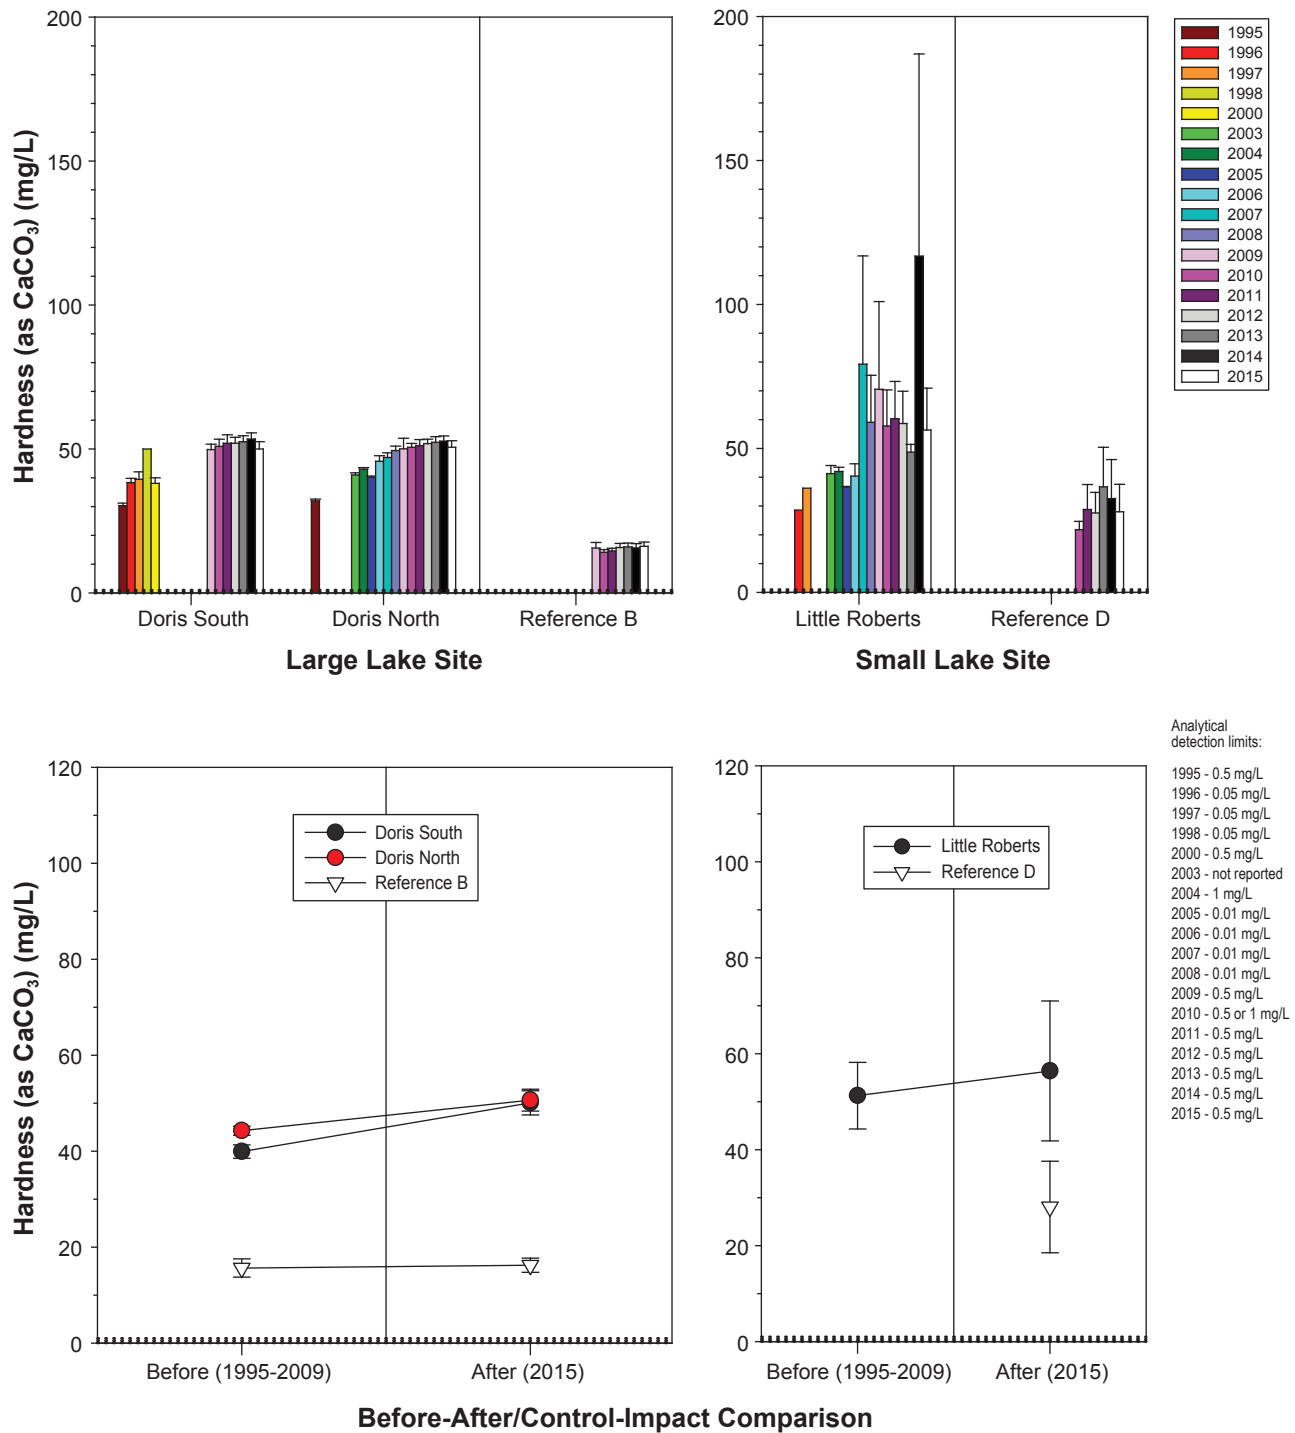 Hardness (as CaCO₃) (mg/L)
200
150
100
50
0
Doris South
Doris North
Reference B
Large Lake Site
200
150
100
50
0
Little Roberts
Reference D
Small Lake Site
1995
1996
1997
1998
2000
2003
2004
2005
2006
2007
2008
2009
2010
2011
2012
2013
2014
2015
Hardness (as CaCO₃) (mg/L)
120
100
80
60
40
20
0
Doris South
Doris North
Reference B
Before (1995-2009)
After (2015)
120
100
80
60
40
20
0
Little Roberts
Reference D
Before (1995-2009)
After (2015)
Before-After/Control-Impact Comparison
Analytical
detection limits:
1995 - 0.5 mg/L
1996 - 0.05 mg/L
1997 - 0.05 mg/L
1998 - 0.05 mg/L
2000 - 0.5 mg/L
2003 - not reported
2004 - 1 mg/L
2005 - 0.01 mg/L
2006 - 0.01 mg/L
2007 - 0.01 mg/L
2008 - 0.01 mg/L
2009 - 0.5 mg/L
2010 - 0.5 or 1 mg/L
2011 - 0.5 mg/L
2012 - 0.5 mg/L
2013 - 0.5 mg/L
2014 - 0.5 mg/L
2015 - 0.5 mg/L